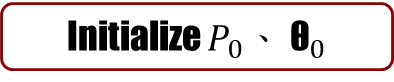 Initialize P₀ 、 θ₀